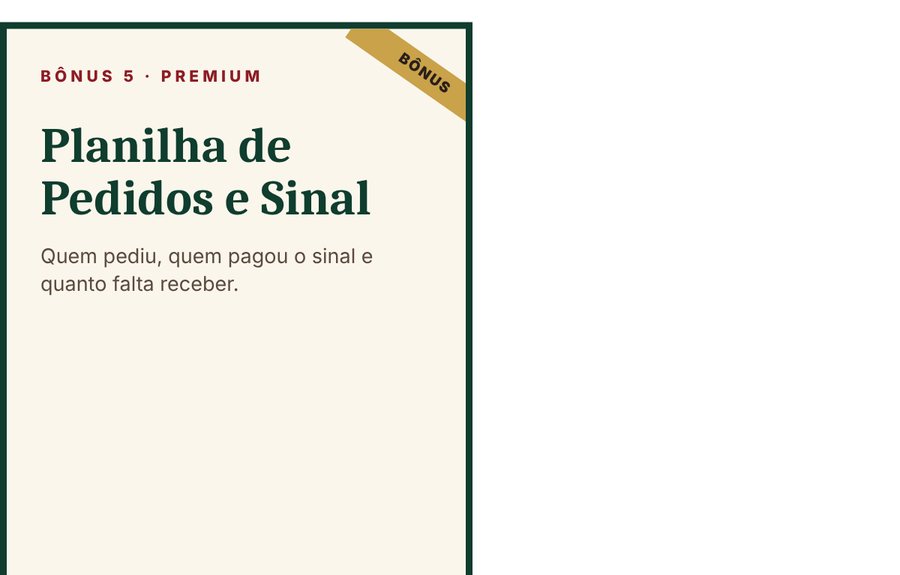 BÔNUS 5 · PREMIUM
BÔNUS
Planilha de
Pedidos e Sinal
Quem pediu, quem pagou o sinal e
quanto falta receber.